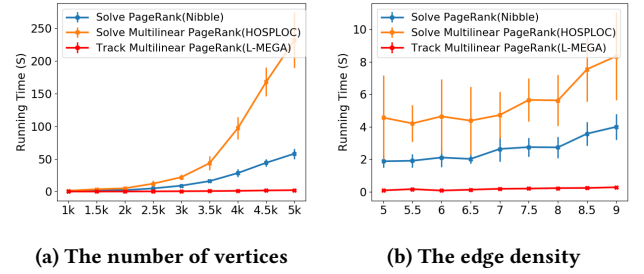 Solve PageRank(Nibble)
Solve Multilinear PageRank(HOSPLOC)
Track Multilinear PageRank(L-MEGA)
Running Time (S)
250
200
150
100
50
0
1k 1.5k 2k 2.5k 3k 3.5k 4k 4.5k 5k
(a) The number of vertices
Solve PageRank(Nibble)
Solve Multilinear PageRank(HOSPLOC)
Track Multilinear PageRank(L-MEGA)
Running Time (S)
10
8
6
4
2
0
5 5.5 6 6.5 7 7.5 8 8.5 9
(b) The edge density